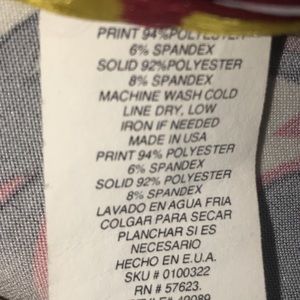 PRINT 94%POLYESTER
6% SPANDEX
SOLID 92%POLYESTER
8% SPANDEX
MACHINE WASH COLD
LINE DRY, LOW
IRON IF NEEDED
MADE IN USA
PRINT 94% POLYESTER
6% SPANDEX
SOLID 92% POLYESTER
8% SPANDEX
LAVADO EN AGUA FRIA
COLGAR PARA SECAR
PLANCHAR SI ES
NECESARIO
HECHO EN E.U.A.
SKU # 0100322
RN # 57623.